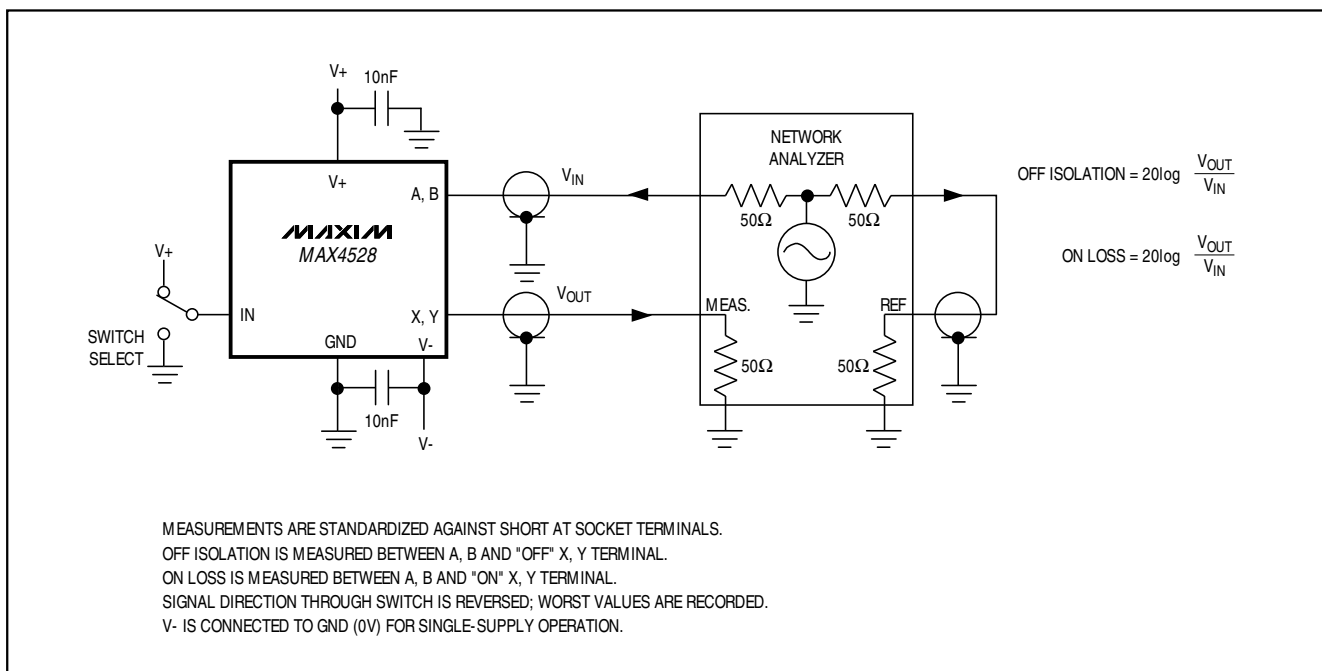 V+
10nF
V+
A, B
V_IN
MAXIM
MAX4528
V+
IN
SWITCH
SELECT
X, Y
V_OUT
GND
V-
10nF
V-
NETWORK
ANALYZER
50Ω
50Ω
MEAS.
REF
50Ω
50Ω
OFF ISOLATION = 20log V_OUT/V_IN
ON LOSS = 20log V_OUT/V_IN
MEASUREMENTS ARE STANDARDIZED AGAINST SHORT AT SOCKET TERMINALS.
OFF ISOLATION IS MEASURED BETWEEN A, B AND "OFF" X, Y TERMINAL.
ON LOSS IS MEASURED BETWEEN A, B AND "ON" X, Y TERMINAL.
SIGNAL DIRECTION THROUGH SWITCH IS REVERSED; WORST VALUES ARE RECORDED.
V- IS CONNECTED TO GND (0V) FOR SINGLE-SUPPLY OPERATION.